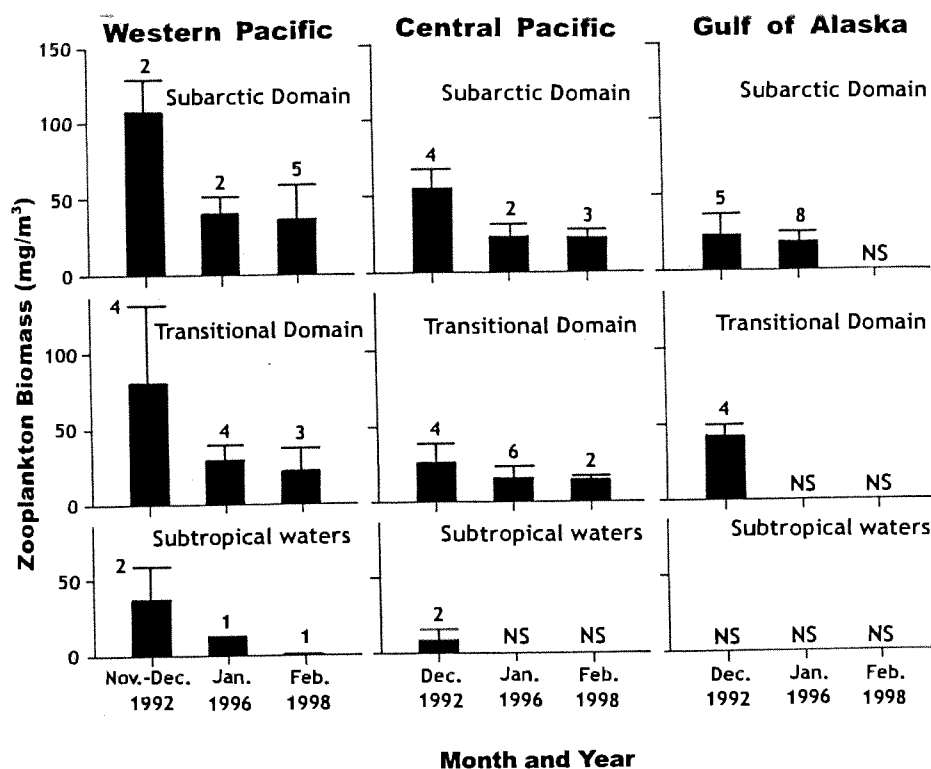 Western Pacific
Central Pacific
Gulf of Alaska
Zooplankton Biomass (mg/m³)
150
100
50
0
2
2
5
Subarctic Domain
4
2
3
Subarctic Domain
5
8
NS
Subarctic Domain
100
50
0
4
4
3
Transitional Domain
4
6
2
Transitional Domain
4
NS
NS
Transitional Domain
50
0
2
1
1
Subtropical waters
2
NS
NS
Subtropical waters
NS
NS
NS
Subtropical waters
Nov.-Dec.
1992
Jan.
1996
Feb.
1998
Dec.
1992
Jan.
1996
Feb.
1998
Dec.
1992
Jan.
1996
Feb.
1998
Month and Year